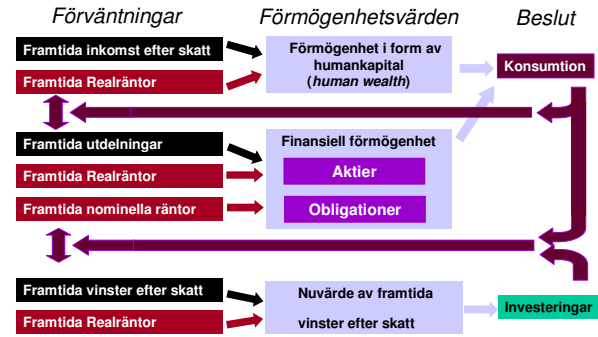 Förväntningar
Förmögenhetsvärden
Beslut
Framtida inkomst efter skatt
Framtida Realräntor
Förmögenhet i form av
humankapital
(human wealth)
Konsumtion
Framtida utdelningar
Framtida Realräntor
Framtida nominella räntor
Finansiell förmögenhet
Aktier
Obligationer
Framtida vinster efter skatt
Framtida Realräntor
Nuvärde av framtida
vinster efter skatt
Investeringar